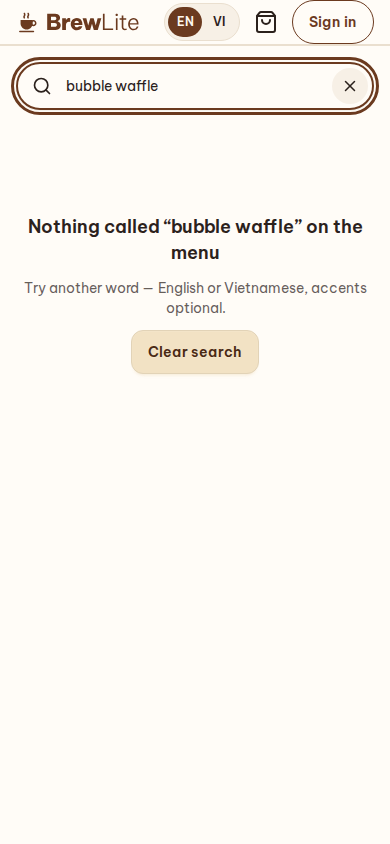 BrewLite
EN VI
Sign in
bubble waffle
Nothing called “bubble waffle” on the
menu
Try another word — English or Vietnamese, accents
optional.
Clear search